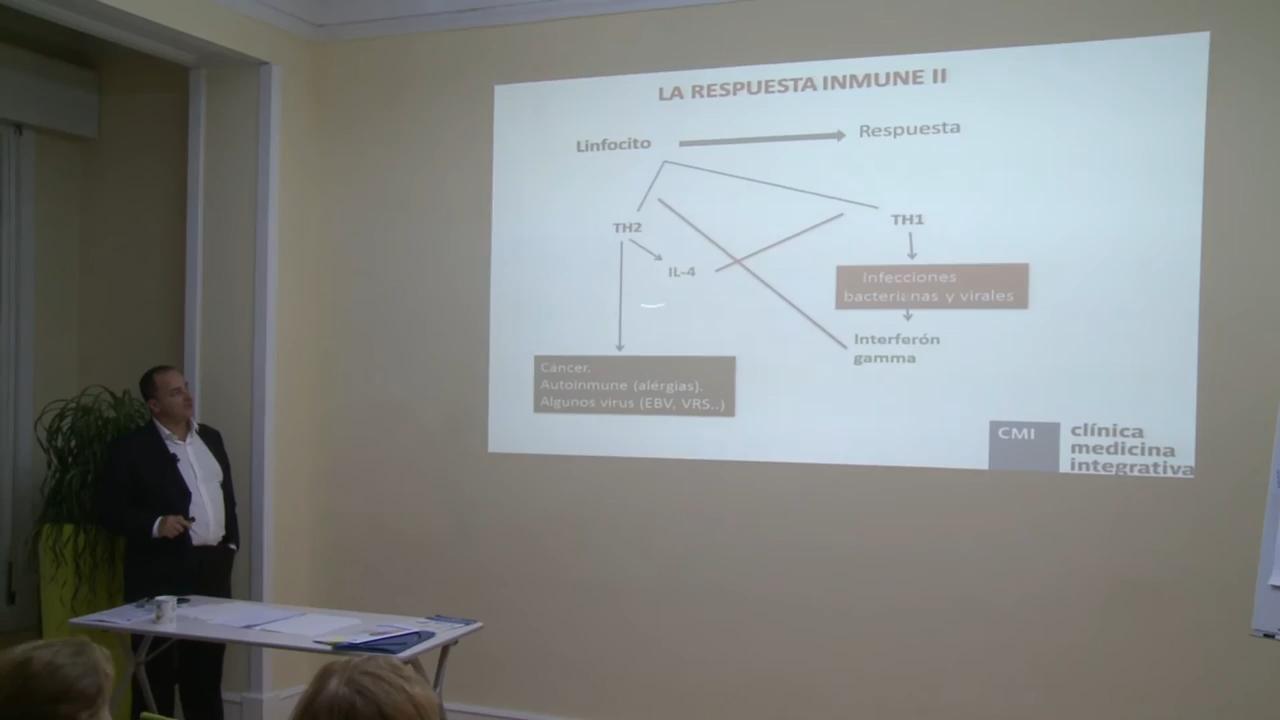 LA RESPUESTA INMUNE II
Linfocito
Respuesta
TH2
TH1
IL-4
Infecciones
bacterianas y virales
Interferón
gamma
Cáncer.
Autoinmune (alérgias).
Algunos virus (EBV, VRS..)
CMI
clínica
medicina
integrativa